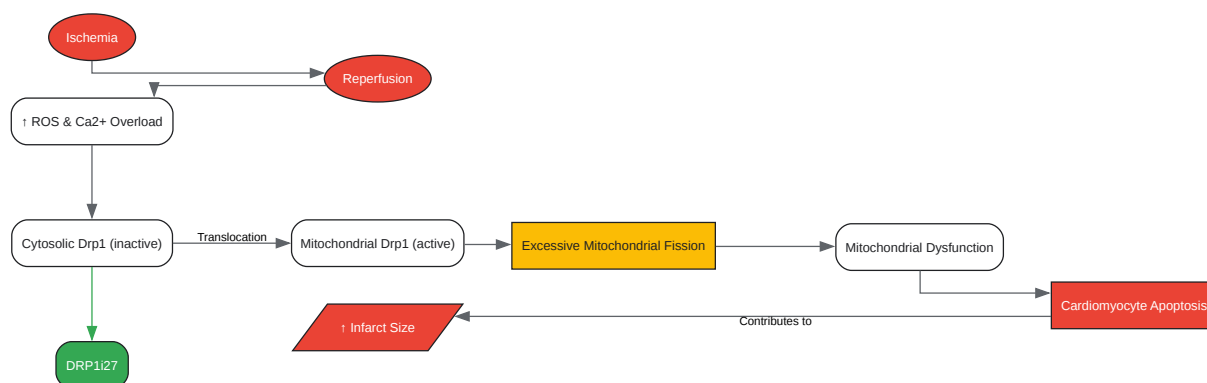 Ischemia
Reperfusion
↑ ROS & Ca2+ Overload
Cytosolic Drp1 (inactive)
Translocation
Mitochondrial Drp1 (active)
Excessive Mitochondrial Fission
Mitochondrial Dysfunction
Cardiomyocyte Apoptosis
Contributes to
↑ Infarct Size
DRP1i27